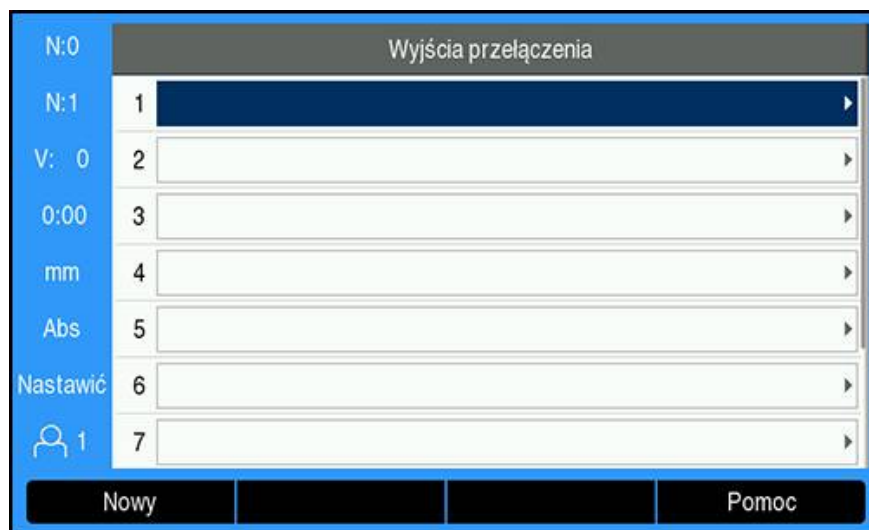 N:0
Wyjścia przełączenia
N:1
1
V: 0
2
0:00
3
mm
4
Abs
5
Nastawić
6
1
7
Nowy
Pomoc